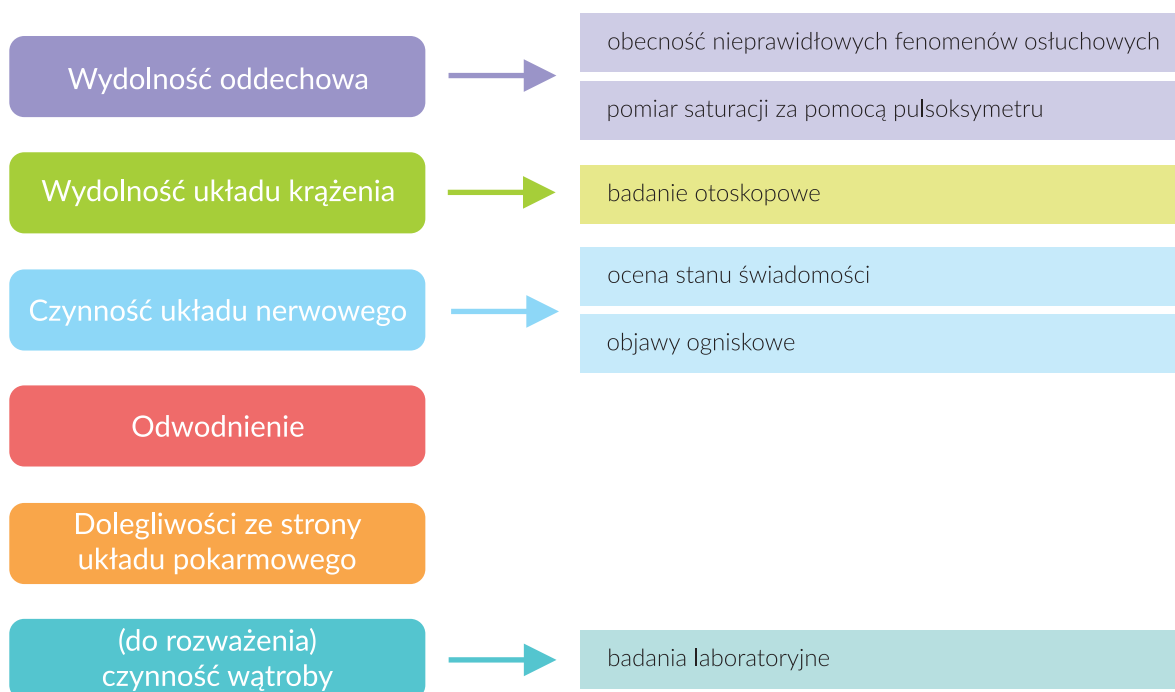 Wydolność oddechowa
obecność nieprawidłowych fenomenów osłuchowych
pomiar saturacji za pomocą pulsoksymetru
Wydolność układu krążenia
badanie otoskopowe
Czynność układu nerwowego
ocena stanu świadomości
objawy ogniskowe
Odwodnienie
Dolegliwości ze strony
układu pokarmowego
(do rozważenia)
czynność wątroby
badania laboratoryjne